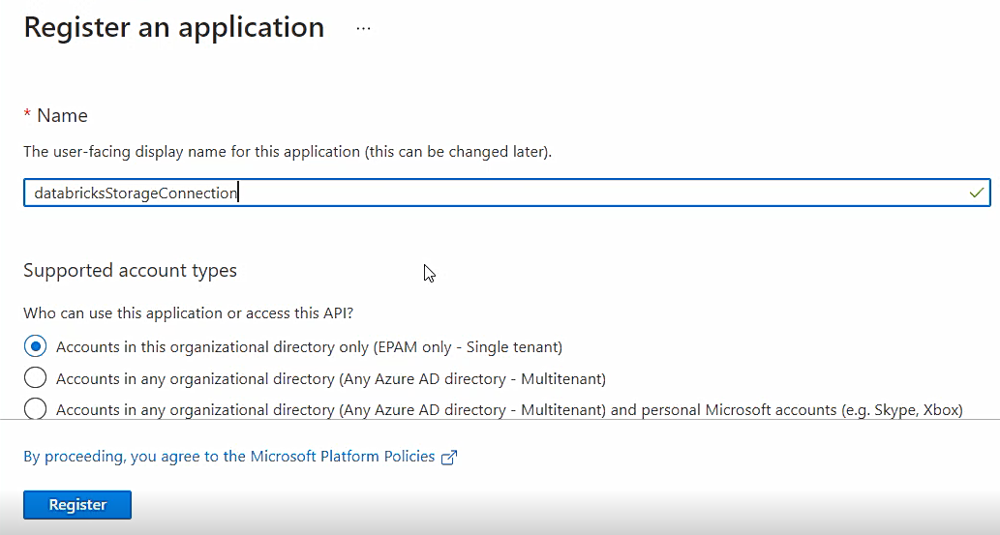 Register an application ...
* Name
The user-facing display name for this application (this can be changed later).
databricksStorageConnection
Supported account types
Who can use this application or access this API?
Accounts in this organizational directory only (EPAM only - Single tenant)
Accounts in any organizational directory (Any Azure AD directory - Multitenant)
Accounts in any organizational directory (Any Azure AD directory - Multitenant) and personal Microsoft accounts (e.g. Skype, Xbox)
By proceeding, you agree to the Microsoft Platform Policies
Register